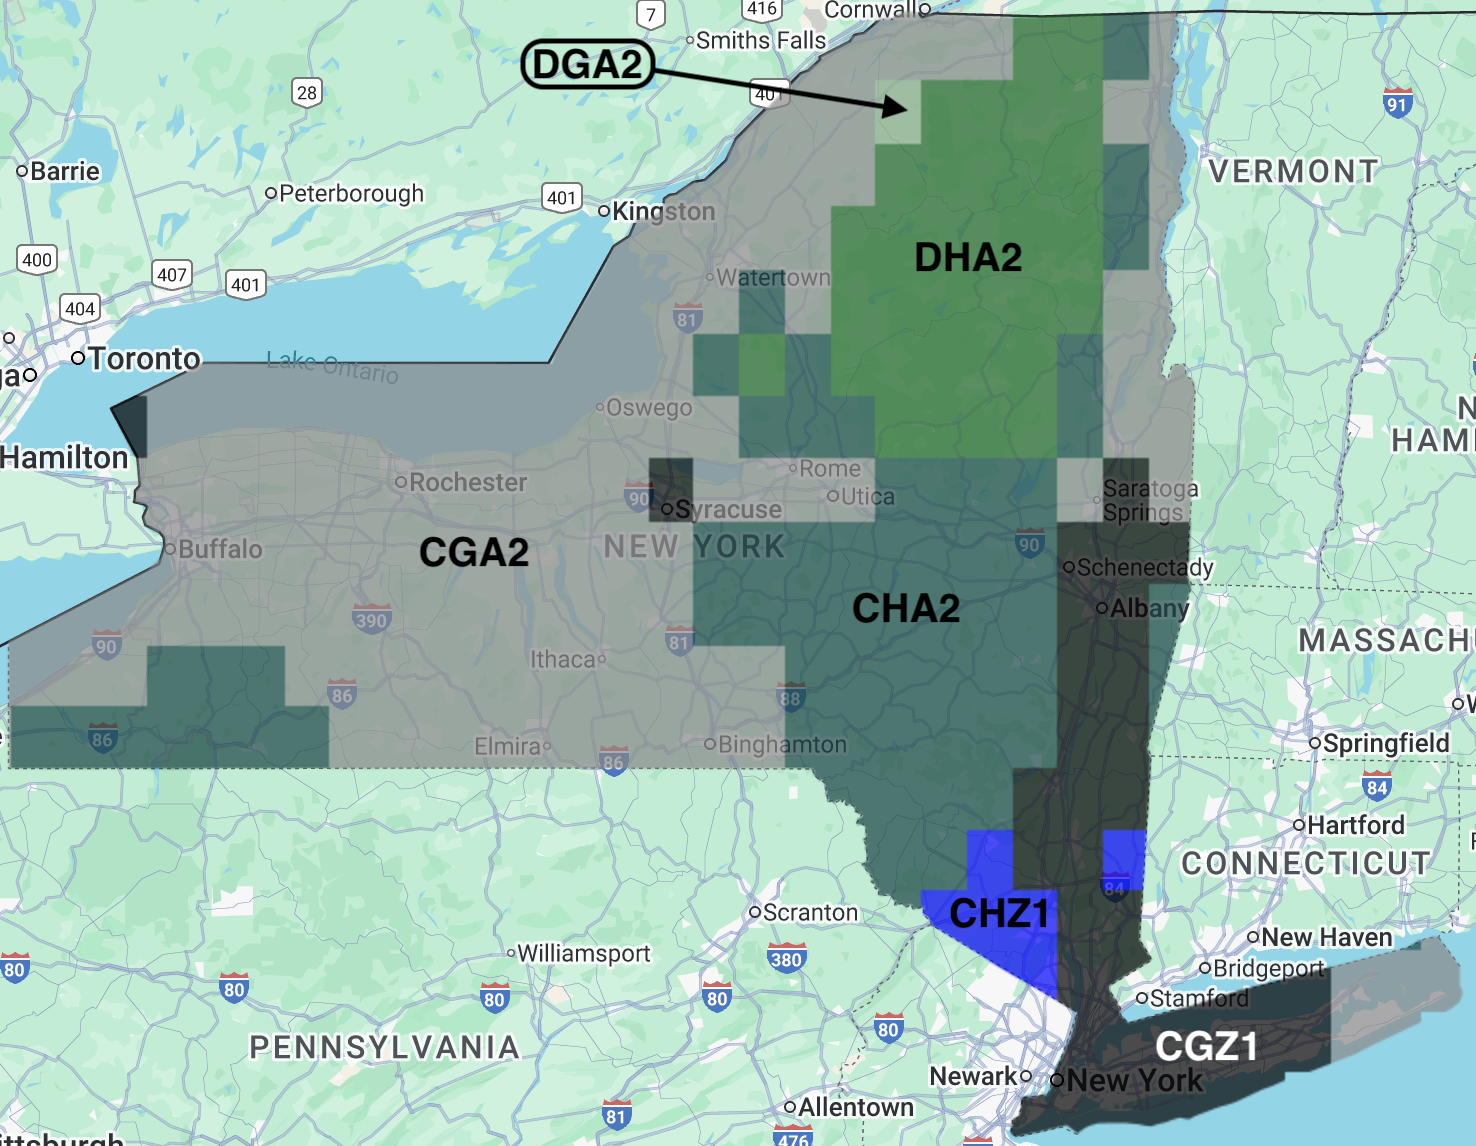 7
416
Cornwall
Smiths Falls
DGA2
401
28
91
Barrie
VERMONT
Peterborough
401
Kingston
400
407
401
DHA2
Watertown
404
81
Toronto
Lake Ontario
ga
Oswego
N
HAM
Hamilton
Rochester
Rome
Utica
90
Syracuse
Saratoga
Springs
Buffalo
CGA2
NEW YORK
90
Schenectady
CHA2
Albany
390
90
81
MASSACH
Ithaca
86
88
86
Elmira
86
Binghamton
Springfield
84
Hartford
CONNECTICUT
84
CHZ1
Scranton
New Haven
Williamsport
380
Bridgeport
80
80
80
80
Stamford
80
PENNSYLVANIA
CGZ1
Newark
New York
81
Allentown
476
ittsburgh